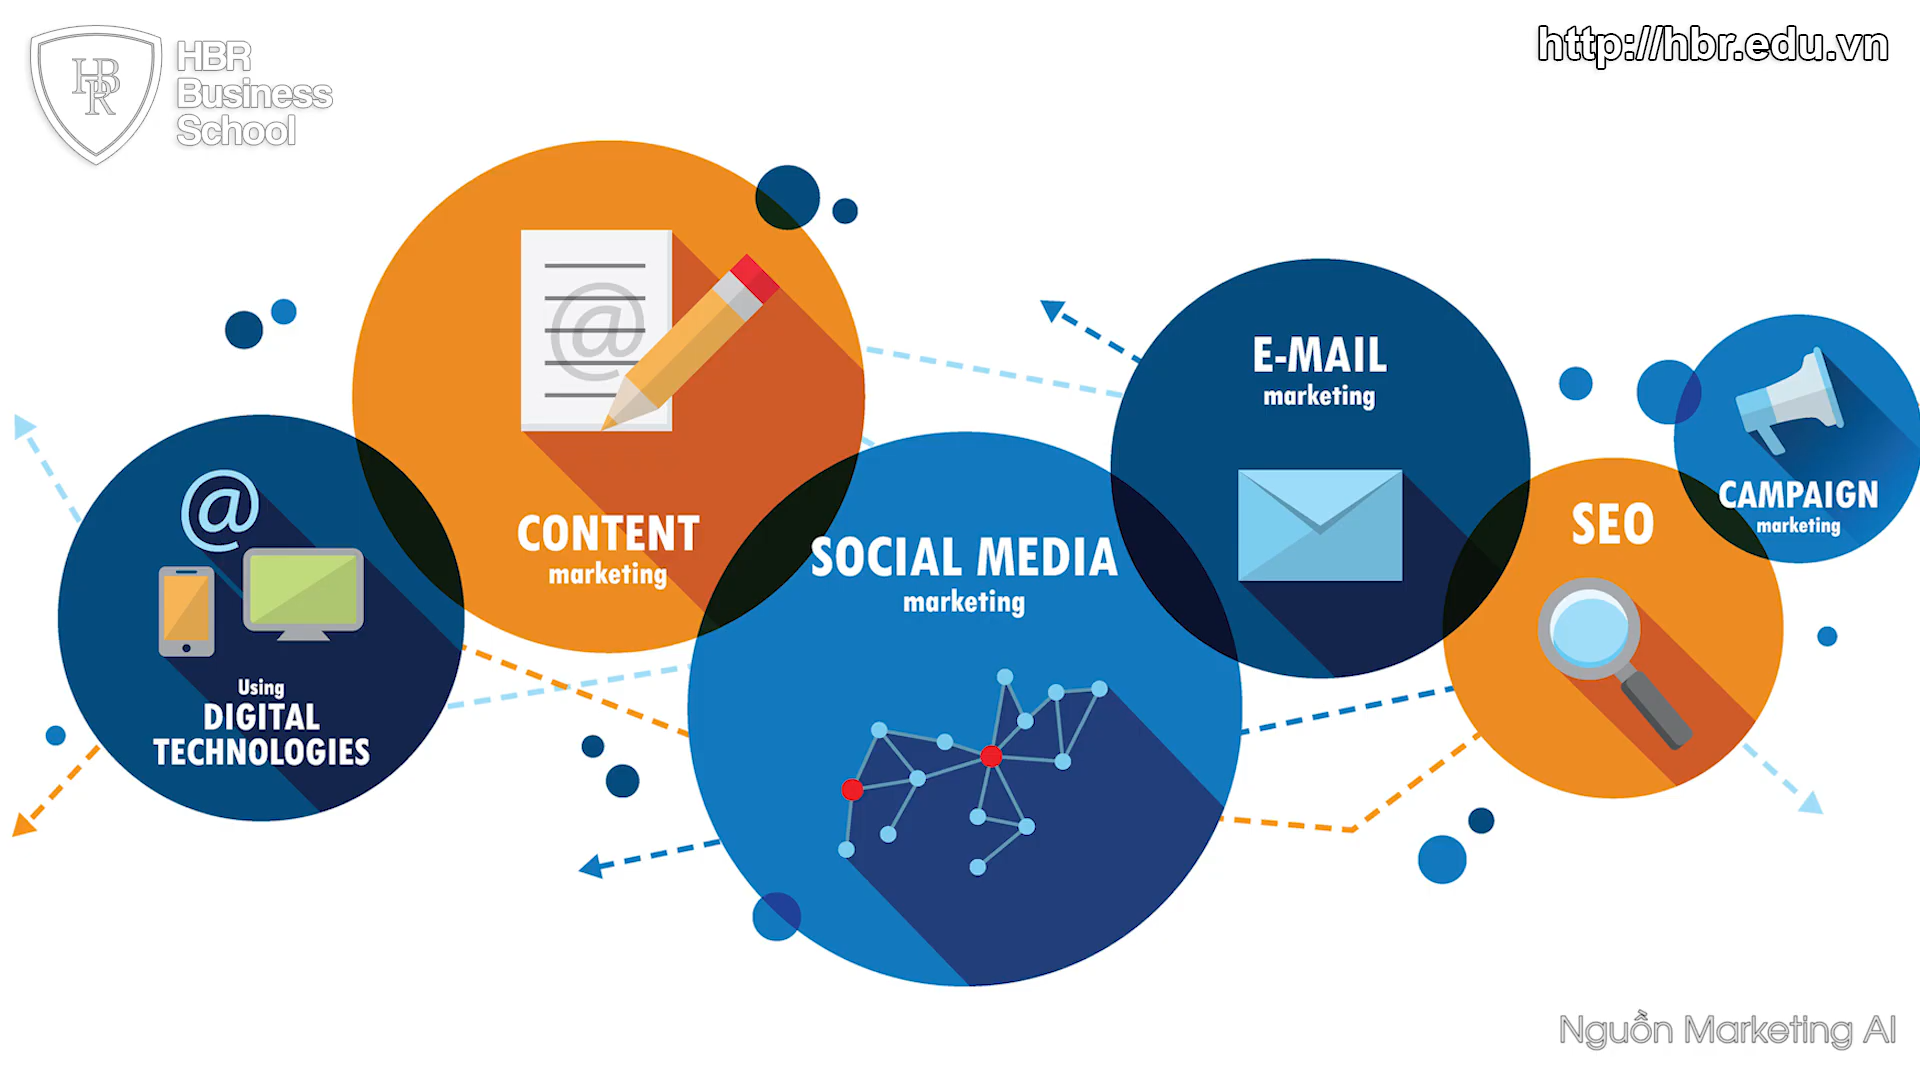 HBR
Business
School
http://hbr.edu.vn
@
CONTENT
marketing
E-MAIL
marketing
CAMPAIGN
marketing
SEO
SOCIAL MEDIA
marketing
@
Using
DIGITAL
TECHNOLOGIES
Nguồn Marketing AI